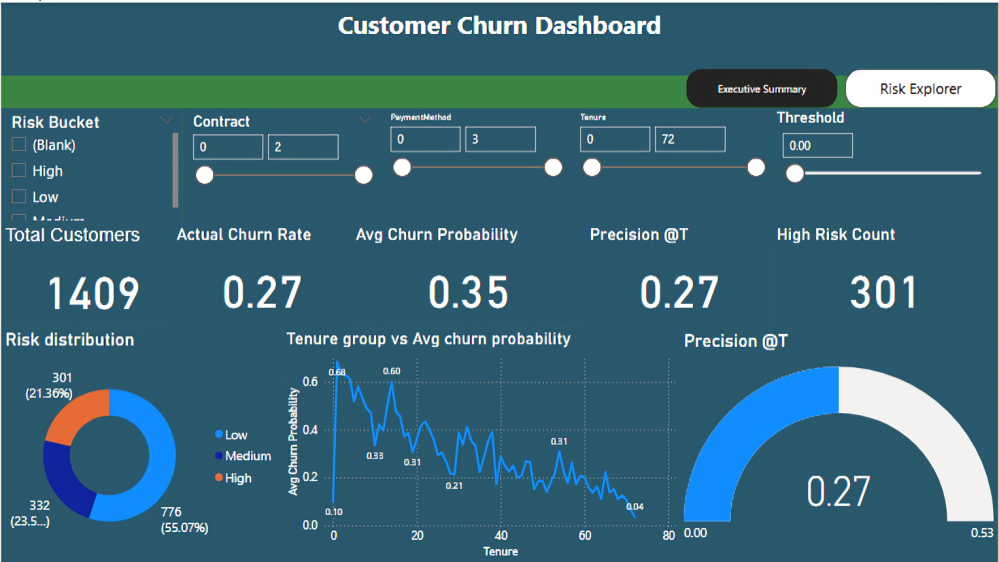 Customer Churn Dashboard
Executive Summary
Risk Explorer
Risk Bucket
(Blank)
High
Low
Medium
Contract
0 2
PaymentMethod
0 3
Tenure
0 72
Threshold
0.00
Total Customers
1409
Actual Churn Rate
0.27
Avg Churn Probability
0.35
Precision @T
0.27
High Risk Count
301
Risk distribution
301
(21.36%)
332
(23.5...)
776
(55.07%)
Low
Medium
High
Tenure group vs Avg churn probability
Avg Churn Probability
0.6
0.4
0.2
0.0
0.68
0.60
0.33
0.31
0.21
0.31
0.10
0.04
0 20 40 60 80
Tenure
Precision @T
0.27
0.00
0.53